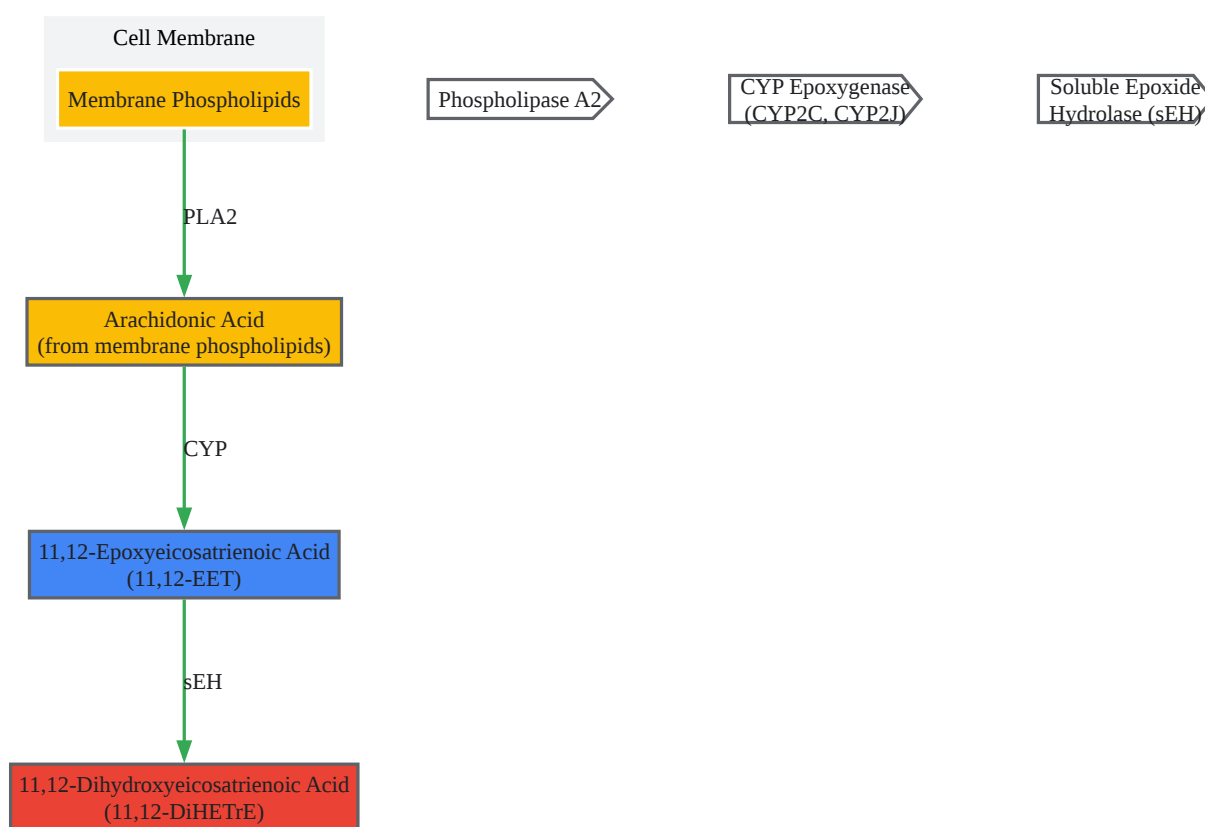 Cell Membrane
Membrane Phospholipids
Phospholipase A2
CYP Epoxygenase
(CYP2C, CYP2J)
Soluble Epoxide
Hydrolase (sEH)
PLA2
Arachidonic Acid
(from membrane phospholipids)
CYP
11,12-Epoxyeicosatrienoic Acid
(11,12-EET)
sEH
11,12-Dihydroxyeicosatrienoic Acid
(11,12-DiHETrE)